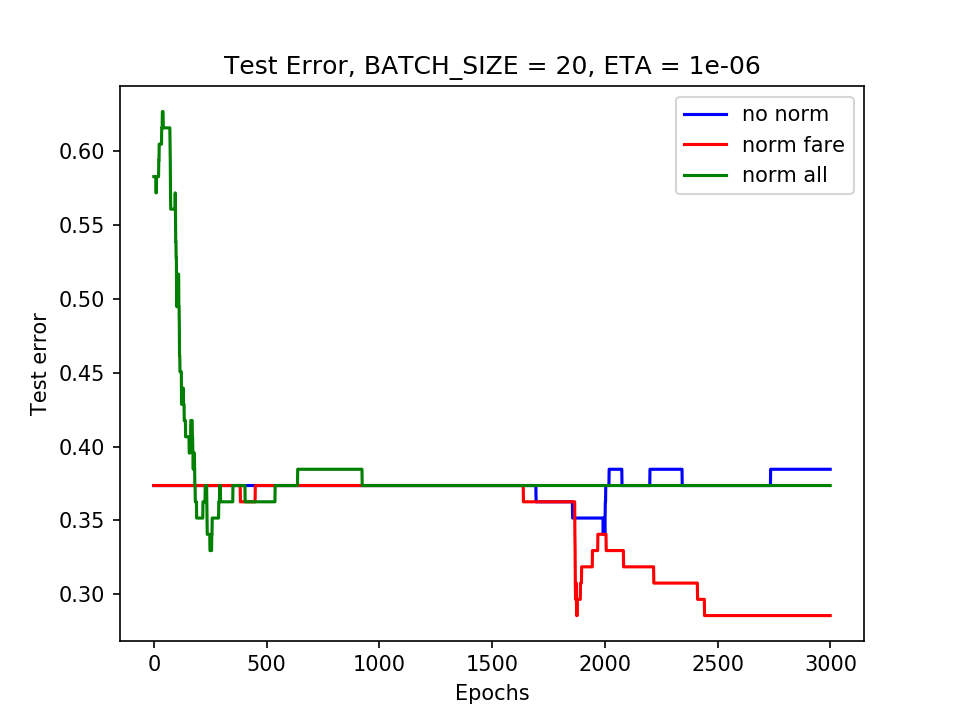 Test Error, BATCH_SIZE = 20, ETA = 1e-06
no norm
norm fare
norm all
0.60
0.55
0.50
0.45
0.40
0.35
0.30
Test error
0
500
1000
1500
2000
2500
3000
Epochs